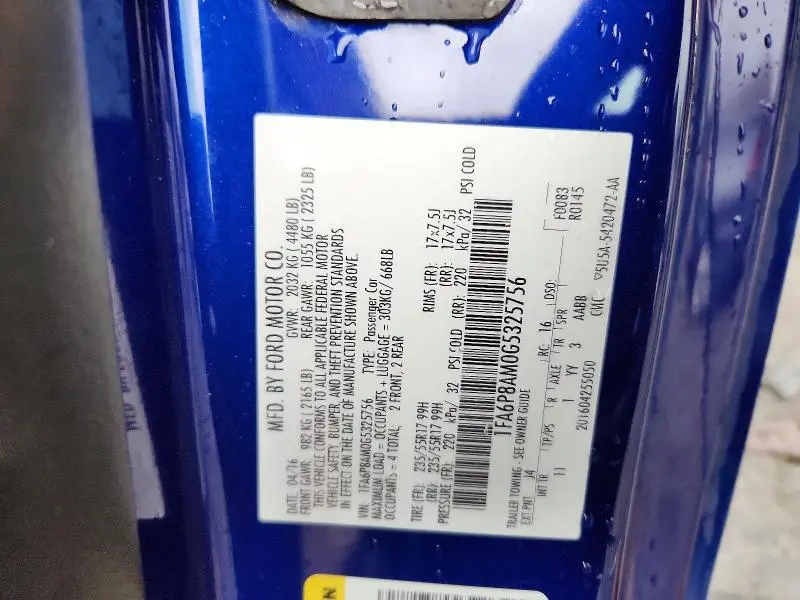 MFD. BY FORD MOTOR CO.
DATE: 04/16 GVWR: 2032 KG ( 4480 LB)
FRONT GAWR: 982 KG ( 2165 LB) REAR GAWR: 1055 KG ( 2325 LB)
THIS VEHICLE CONFORMS TO ALL APPLICABLE FEDERAL MOTOR
VEHICLE SAFETY, BUMPER, AND THEFT PREVENTION STANDARDS
IN EFFECT ON THE DATE OF MANUFACTURE SHOWN ABOVE.
VIN: 1FA6P8AM0G5325756 TYPE: Passenger Car
MAXIMUM LOAD = OCCUPANTS + LUGGAGE = 303KG/ 668LB
OCCUPANTS = 4 TOTAL: 2 FRONT, 2 REAR
TIRE (FR): 235/55R17 99H RIMS (FR): 17x7.5J
(RR): 235/55R17 99H (RR): 17x7.5J
PRESSURE (FR): 220 kPa/ 32 PSI COLD (RR): 220 kPa/ 32 PSI COLD
1FA6P8AM0G5325756
TRAILER TOWING - SEE OWNER GUIDE
EXT PNT: J4 RC: 16 DSO: F0083
R0145
INT TR TP/PS R AXLE TR SPR
11 1 YY 3 AABB
2U1604255050 CMC ▽5U5A-5420472-AA